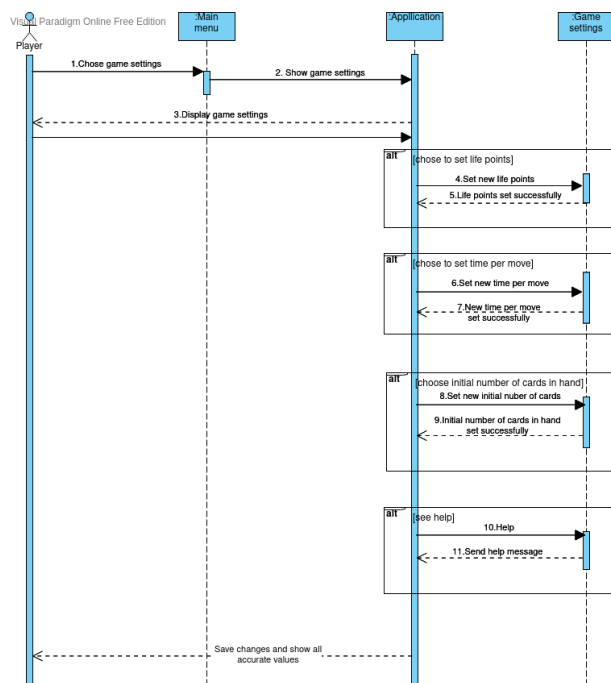 Visual Paradigm Online Free Edition
Player
:Main
menu
:Appllication
:Game
settings
1.Chose game settings
2. Show game settings
3.Display game settings
alt
[chose to set life points]
4.Set new life points
5.Life points set successfully
alt
[chose to set time per move]
6.Set new time per move
7.New time per move
set successfully
alt
[choose initial number of cards in hand]
8.Set new initial nuber of cards
9.Initial number of cards in hand
set successfully
alt
[see help]
10.Help
11.Send help message
Save changes and show all
accurate values